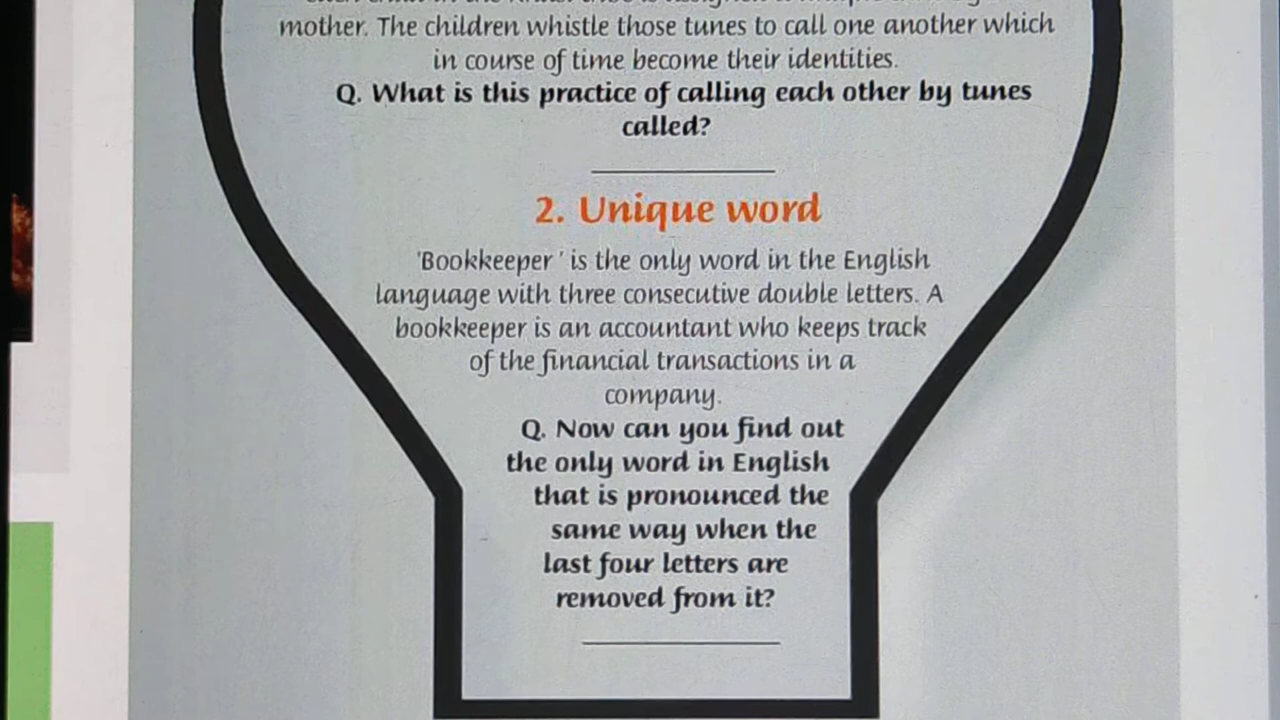 mother. The children whistle those tunes to call one another which
in course of time become their identities.
Q. What is this practice of calling each other by tunes
called?
2. Unique word
'Bookkeeper' is the only word in the English
language with three consecutive double letters. A
bookkeeper is an accountant who keeps track
of the financial transactions in a
company.
Q. Now can you find out
the only word in English
that is pronounced the
same way when the
last four letters are
removed from it?